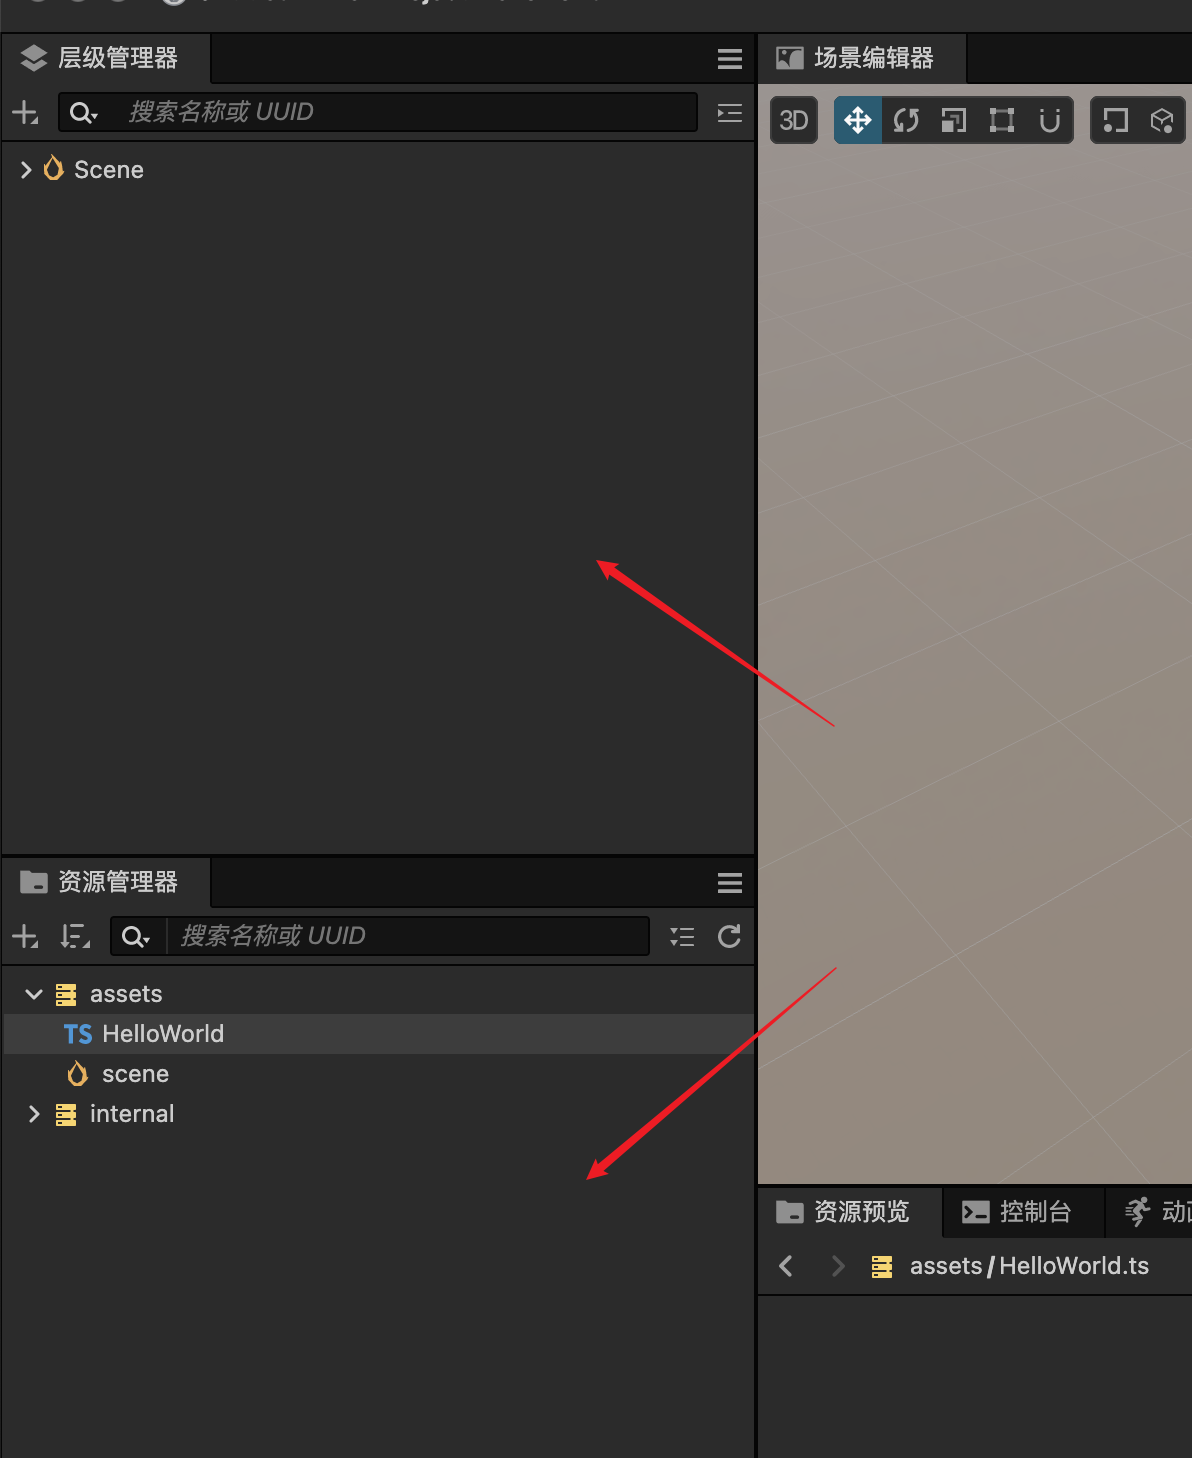 层级管理器
搜索名称或 UUID
Scene
场景编辑器
3D
资源管理器
搜索名称或 UUID
assets
TS HelloWorld
scene
internal
资源预览
控制台
assets/HelloWorld.ts